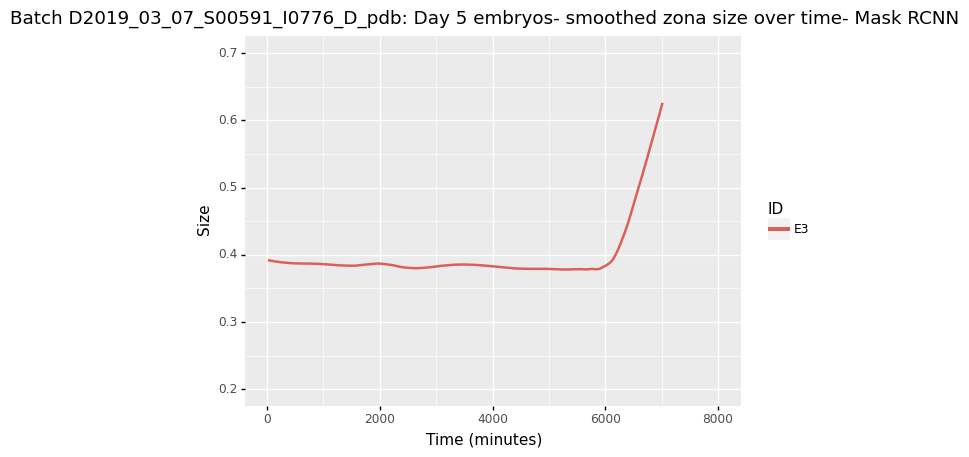 Batch D2019_03_07_S00591_I0776_D_pdb: Day 5 embryos- smoothed zona size over time- Mask RCNN
0.7
0.6
0.5
0.4
0.3
0.2
Size
0 2000 4000 6000 8000
Time (minutes)
ID
E3